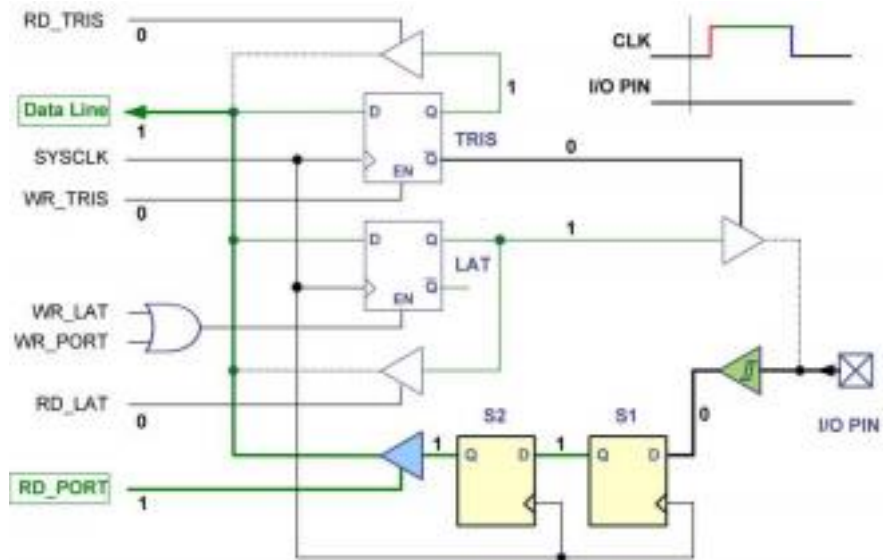 RD_TRIS
0
CLK
I/O PIN
1
Data Line
1
D Q
TRIS
SYSCLK
Q
0
EN
WR_TRIS
0
D Q
1
LAT
Q
EN
WR_LAT
WR_PORT
RD_LAT
0
S2
S1
0
I/O PIN
1
Q D
1
Q D
RD_PORT
1